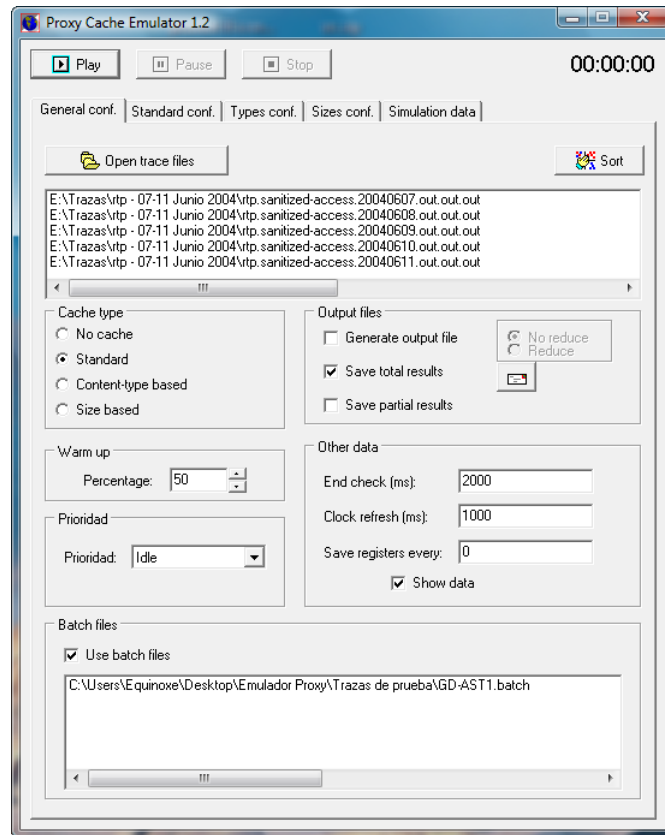 Proxy Cache Emulator 1.2
Play Pause Stop 00:00:00
General conf. Standard conf. Types conf. Sizes conf. Simulation data
Open trace files Sort
E:\Trazas\rtp - 07-11 Junio 2004\rtp.sanitized-access.20040607.out.out.out
E:\Trazas\rtp - 07-11 Junio 2004\rtp.sanitized-access.20040608.out.out.out
E:\Trazas\rtp - 07-11 Junio 2004\rtp.sanitized-access.20040609.out.out.out
E:\Trazas\rtp - 07-11 Junio 2004\rtp.sanitized-access.20040610.out.out.out
E:\Trazas\rtp - 07-11 Junio 2004\rtp.sanitized-access.20040611.out.out.out
Cache type
No cache
Standard
Content-type based
Size based
Output files
Generate output file
No reduce
Reduce
Save total results
Save partial results
Warm up
Percentage: 50
Prioridad
Prioridad: Idle
Other data
End check (ms): 2000
Clock refresh (ms): 1000
Save registers every: 0
Show data
Batch files
Use batch files
C:\Users\Equinoxe\Desktop\Emulador Proxy\Trazas de prueba\GD-AST1.batch